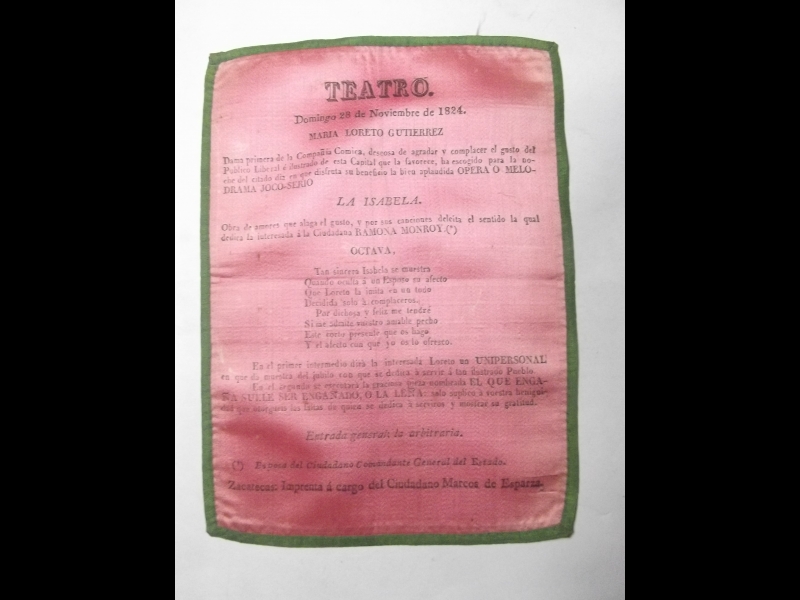 TEATRO.
Domingo 28 de Noviembre de 1824.
MARIA LORETO GUTIERREZ
Dama primera de la Compañia Comica, deseosa de agradar y complacer el gusto del
Publico Liberal é ilustrado de esta Capital que la favorece, ha escogido para la no-
che del citado dia en que disfruta su beneficio la bien aplaudida OPERA O MELO-
DRAMA JOCO-SERIO
LA ISABELA.
Obra de amores que alaga el gusto, y por sus canciones deleita el sentido la qual
dedica la interesada á la Ciudadana RAMONA MONROY.(*)
OCTAVA.
Tan sincera Isabela se muestra
Quando oculta á un Esposo su afecto
Que Loreto la imita en un todo
Decidida solo á complaceros.
Por dichosa y feliz me tendré
Si me admite vuestro amable pecho
Este corto presente que os hago
Y el afecto con que yo os lo ofresco.
En el primer intermedio dirá la interesada Loreto un UNIPERSONAL
en que da muestra del jubilo con que se dedica á servir á tan ilustrado Pueblo.
En el segundo se egecutará la graciosa pieza nombrada EL QUE ENGA-
ÑA SUELE SER ENGAÑADO, O LA LEÑA: solo suplico á vuestra benigni-
dad que las faltas de quien se dedica á serviros y mostrar su gratitud.
Entrada general: la arbitraria.
(*) Esposa del Ciudadano Comandante General del Estado.
Zacatecas: Imprenta á cargo del Ciudadano Marcos de Esparza.